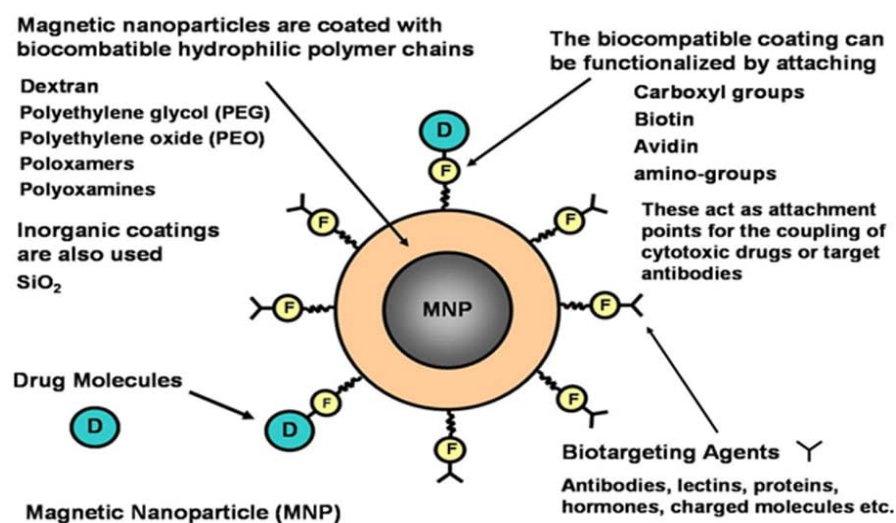 Magnetic nanoparticles are coated with
biocombatible hydrophilic polymer chains
Dextran
Polyethylene glycol (PEG)
Polyethylene oxide (PEO)
Poloxamers
Polyoxamines
Inorganic coatings
are also used
SiO₂
The biocompatible coating can
be functionalized by attaching
Carboxyl groups
Biotin
Avidin
amino-groups
These act as attachment
points for the coupling of
cytotoxic drugs or target
antibodies
D
F
F
F
F
F
MNP
F
F
F
D
Drug Molecules
D
Biotargeting Agents
Antibodies, lectins, proteins,
hormones, charged molecules etc.
Magnetic Nanoparticle (MNP)